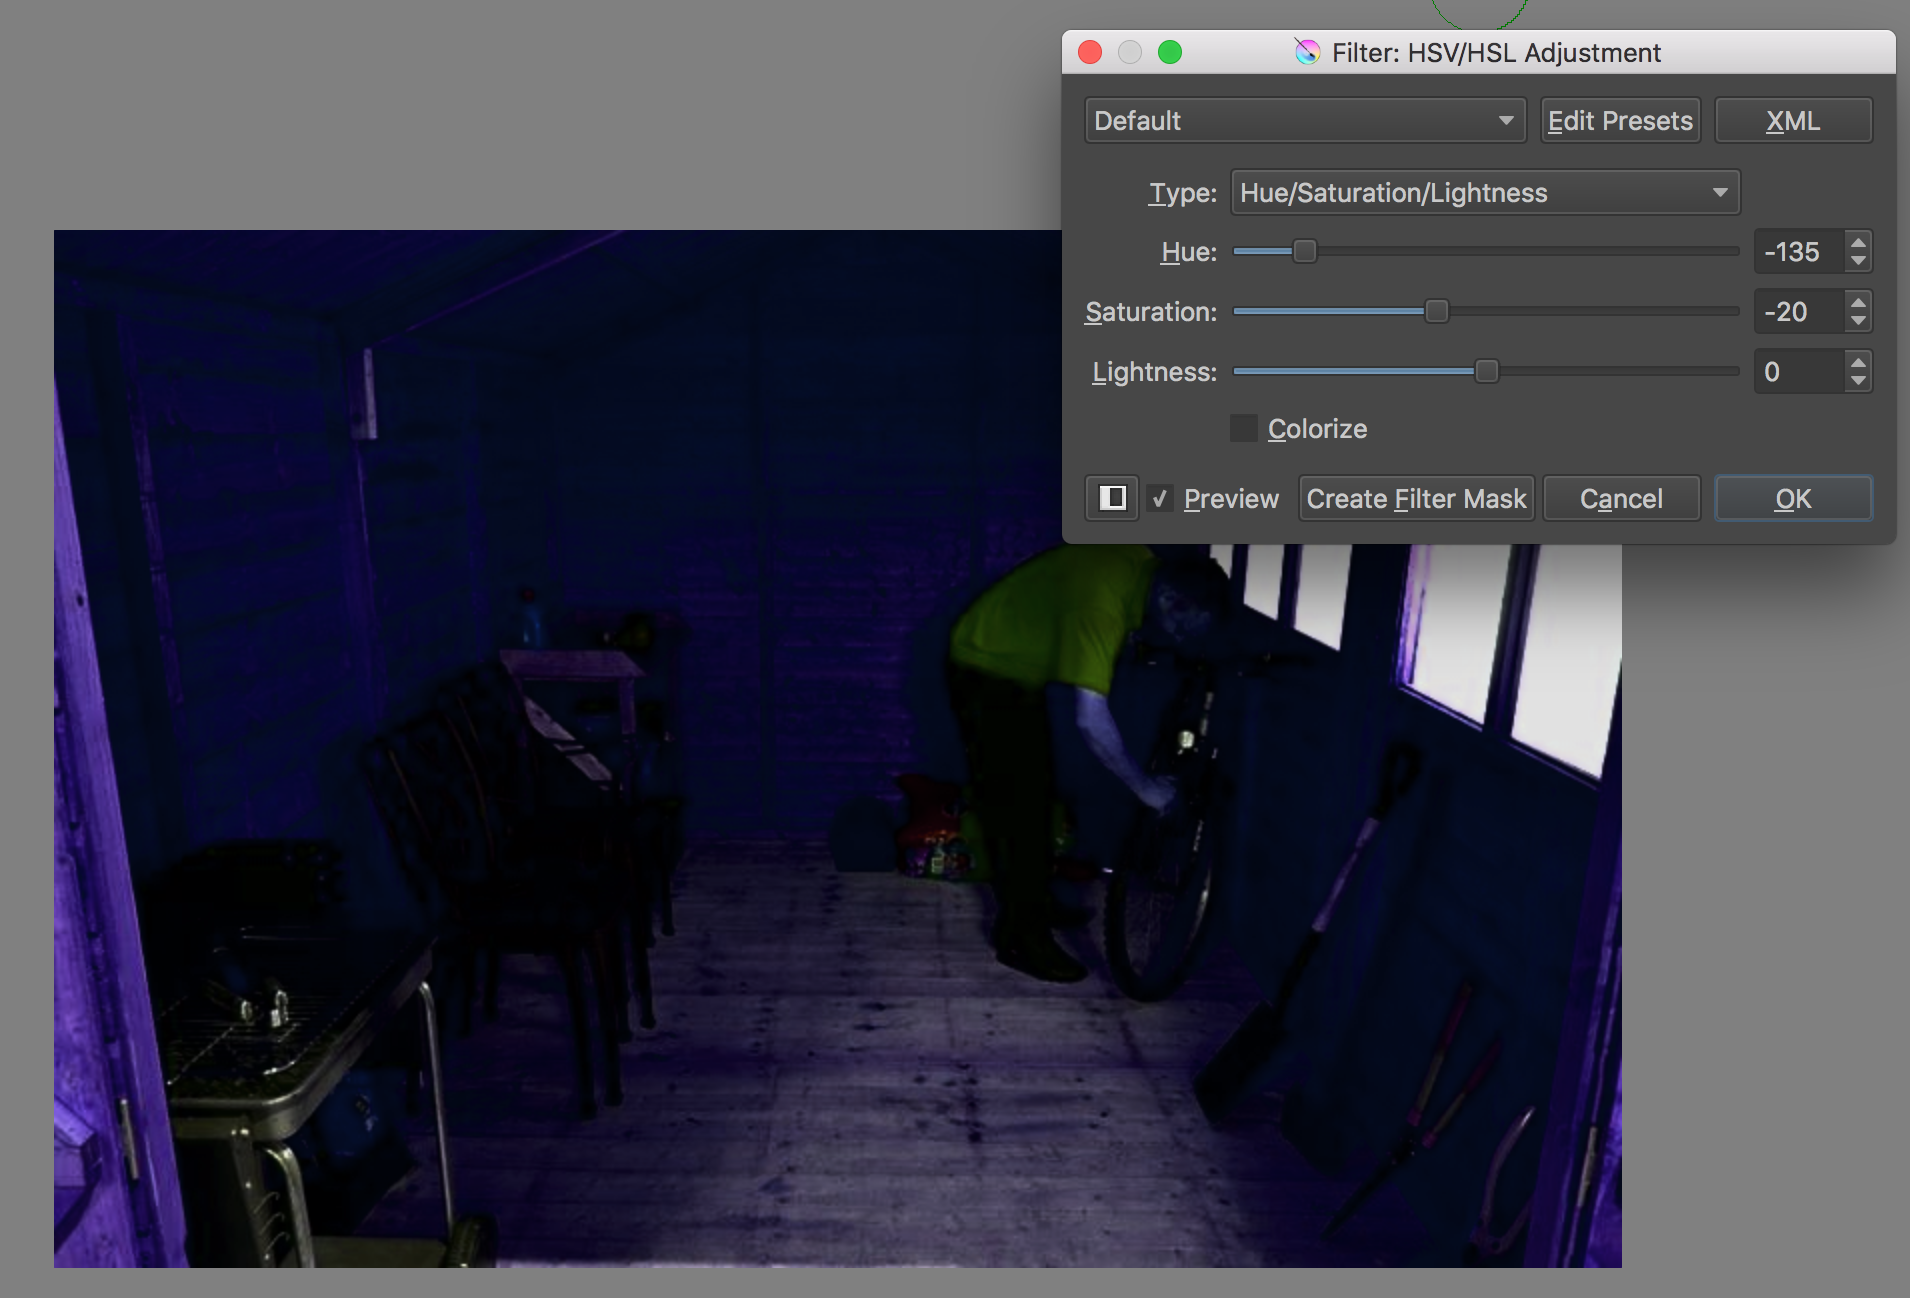 Filter: HSV/HSL Adjustment
Default Edit Presets XML
Type: Hue/Saturation/Lightness
Hue: -135
Saturation: -20
Lightness: 0
Colorize
Preview Create Filter Mask Cancel OK